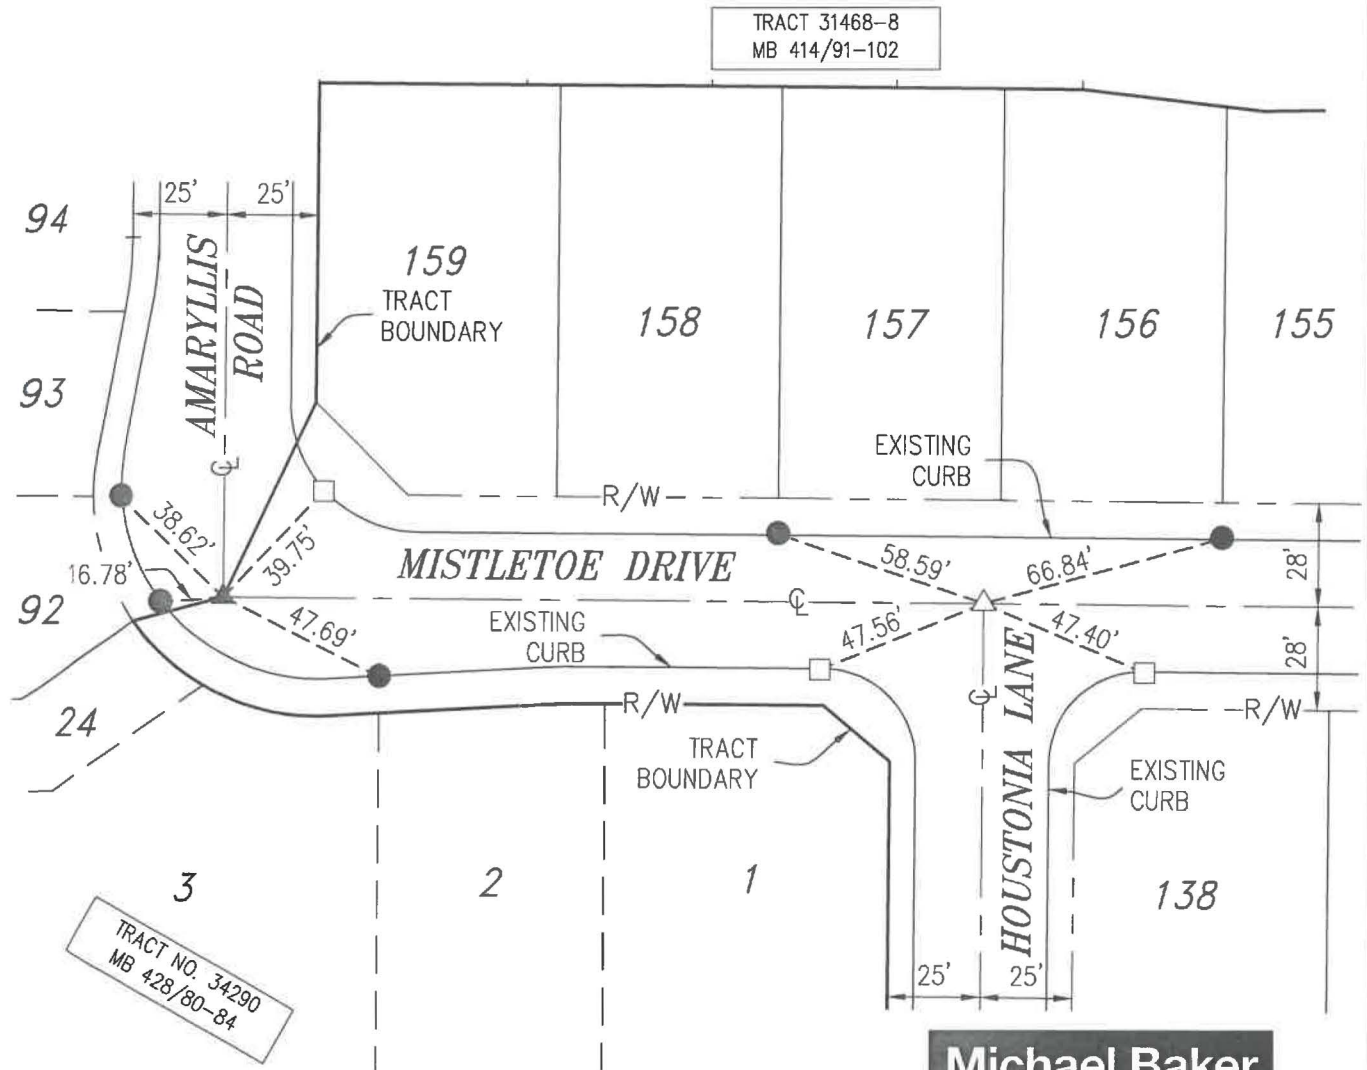 TRACT 31468-8
MB 414/91-102
25'
25'
94
AMARYLLIS
ROAD
159
TRACT
BOUNDARY
158
157
156
155
93
EXISTING
CURB
R/W
℄
38.62'
39.75'
MISTLETOE DRIVE
58.59'
66.84'
28'
16.78'
92
47.69'
EXISTING
CURB
℄
47.56'
47.40'
28'
24
R/W
℄
HOUSTONIA LANE
R/W
TRACT
BOUNDARY
EXISTING
CURB
3
2
1
138
TRACT NO. 34290
MB 428/80-84
25'
25'
Michael Baker